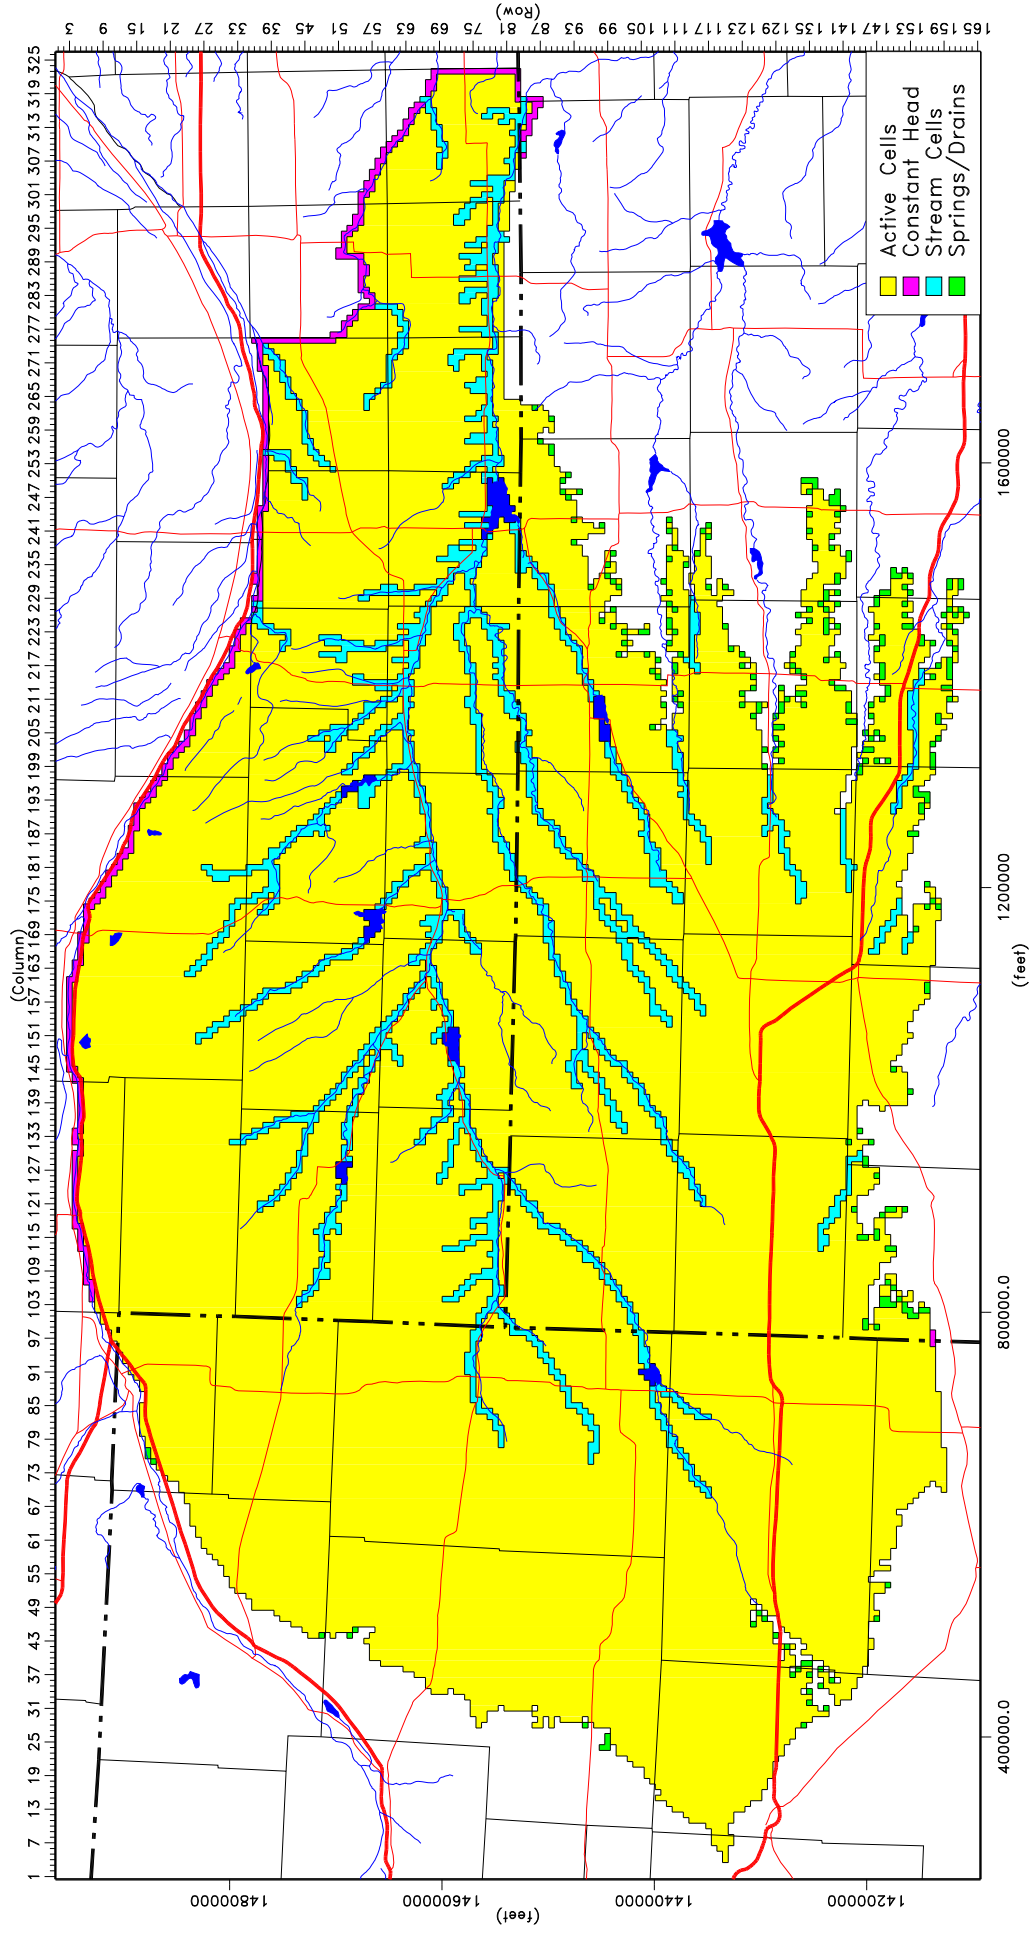 (Row)
3 9 15 21 27 33 39 45 51 57 63 69 75 81 87 93 99 105 111 117 123 129 135 141 147 153 159 165
(Column)
1 7 13 19 25 31 37 43 49 55 61 67 73 79 85 91 97 103 109 115 121 127 133 139 145 151 157 163 169 175 181 187 193 199 205 211 217 223 229 235 241 247 253 259 265 271 277 283 289 295 301 307 313 319 325
Active Cells
Constant Head
Stream Cells
Springs/Drains
400000.0 800000.0 1200000 1600000
(feet)
14800000 14600000 14400000 14200000
(feet)